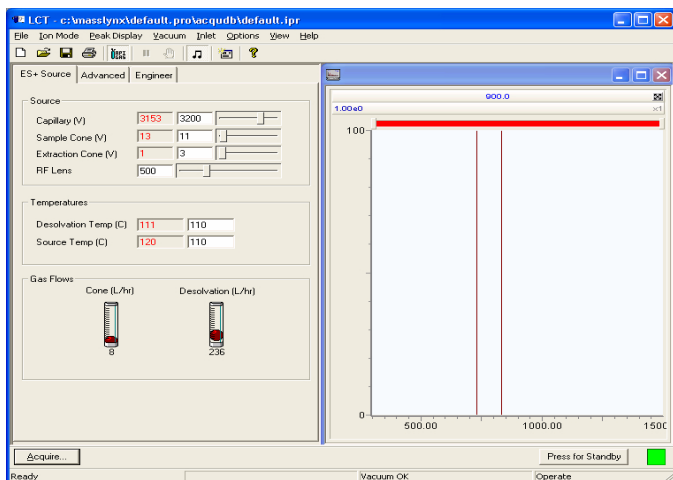 LCT - c:\masslynx\default.pro\acqudb\default.ipr
File Ion Mode Peak Display Vacuum Inlet Options View Help
ES+ Source Advanced Engineer
Source
Capillary (V) 3153 3200
Sample Cone (V) 13 11
Extraction Cone (V) 1 3
RF Lens 500
Temperatures
Desolvation Temp (C) 111 110
Source Temp (C) 120 110
Gas Flows
Cone (L/hr) Desolvation (L/hr)
8 236
900.0
1.00e0 x1
100
0
500.00 1000.00 1500
Acquire... Press for Standby
Ready Vacuum OK Operate